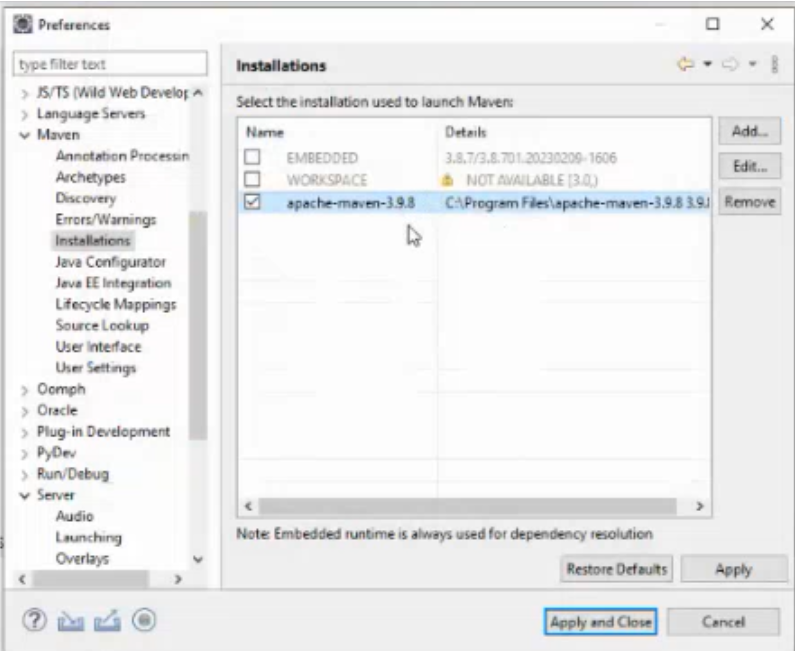 Preferences
type filter text
JS/TS (Wild Web Develop
Language Servers
Maven
Annotation Processin
Archetypes
Discovery
Errors/Warnings
Installations
Java Configurator
Java EE Integration
Lifecycle Mappings
Source Lookup
User Interface
User Settings
Oomph
Oracle
Plug-in Development
PyDev
Run/Debug
Server
Audio
Launching
Overlays
Installations
Select the installation used to launch Maven:
Name Details
EMBEDDED 3.8.7/3.8.701.20230209-1606
WORKSPACE NOT AVAILABLE [3.0,)
apache-maven-3.9.8 C:\Program Files\apache-maven-3.9.8 3.9.
Add...
Edit...
Remove
Note: Embedded runtime is always used for dependency resolution
Restore Defaults Apply
Apply and Close Cancel